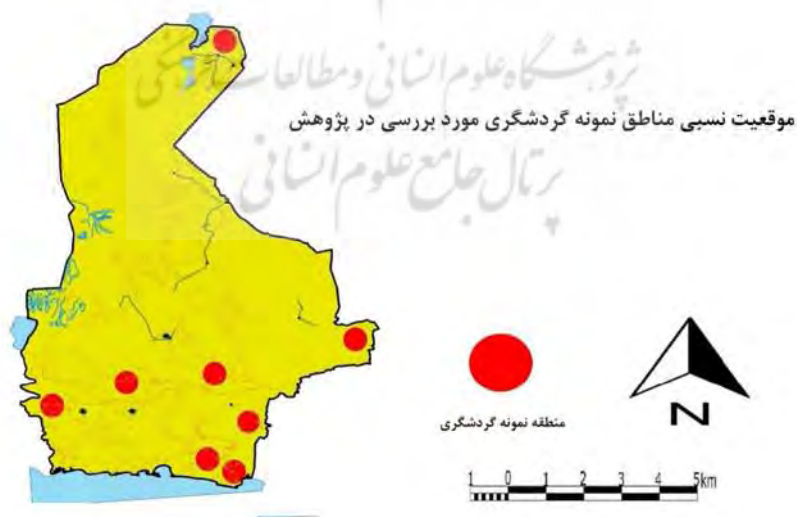 پژوهشگاه علوم انسانی و مطالعات فرهنگی
موقعیت نسبی مناطق نمونه گردشگری مورد بررسی در پژوهش
پرتال جامع علوم انسانی
منطقه نمونه گردشگری
N
1 0 1 2 3 4 5km